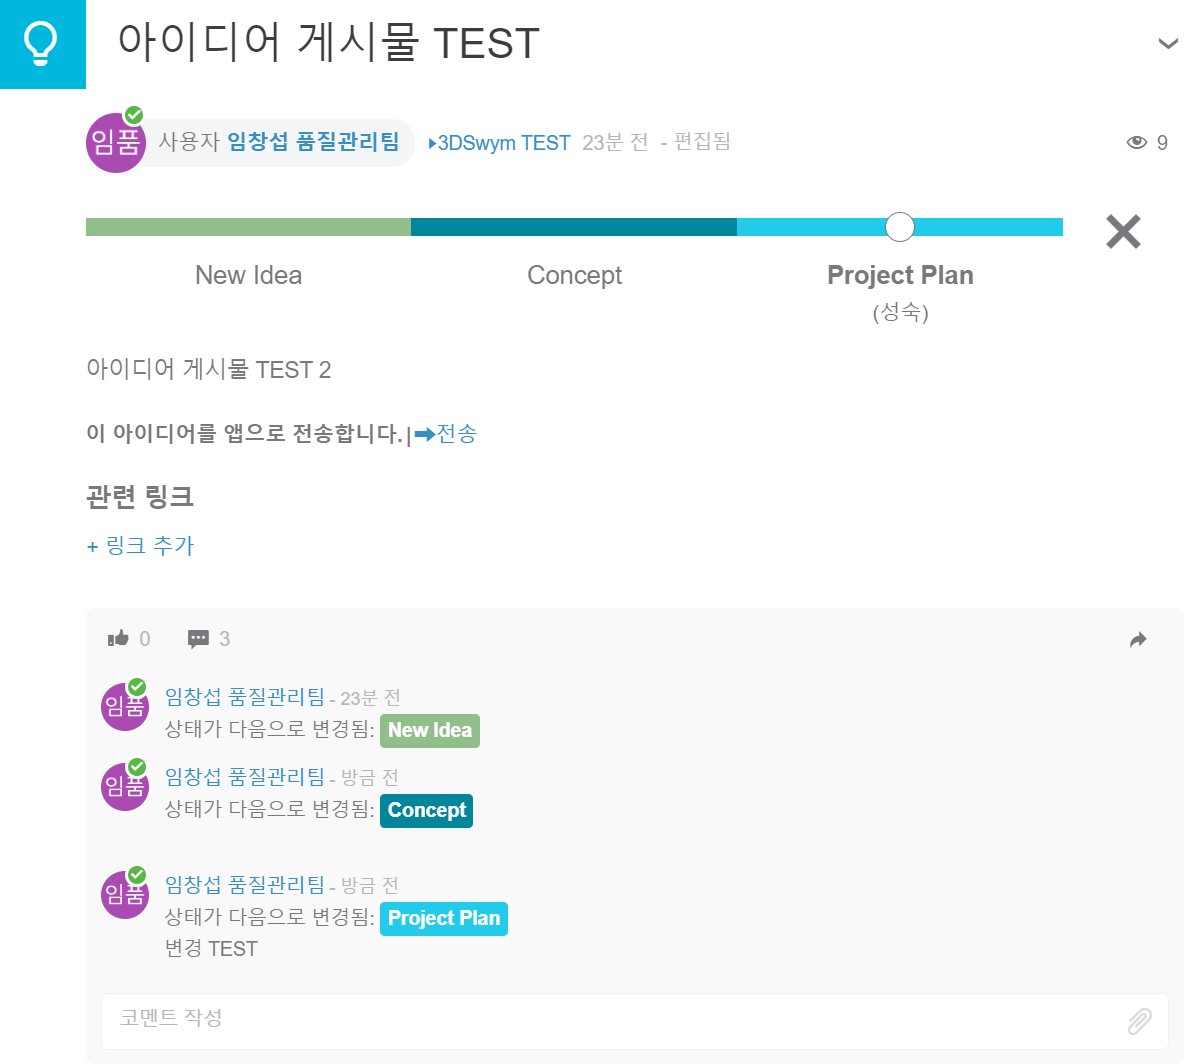 아이디어 게시물 TEST
임품 사용자 임창섭 품질관리팀 3DSwym TEST 23분 전 - 편집됨 9
New Idea Concept Project Plan
(성숙)
아이디어 게시물 TEST 2
이 아이디어를 앱으로 전송합니다.|➡전송
관련 링크
+ 링크 추가
0 3
임품 임창섭 품질관리팀 - 23분 전
상태가 다음으로 변경됨: New Idea
임품 임창섭 품질관리팀 - 방금 전
상태가 다음으로 변경됨: Concept
임품 임창섭 품질관리팀 - 방금 전
상태가 다음으로 변경됨: Project Plan
변경 TEST
코멘트 작성